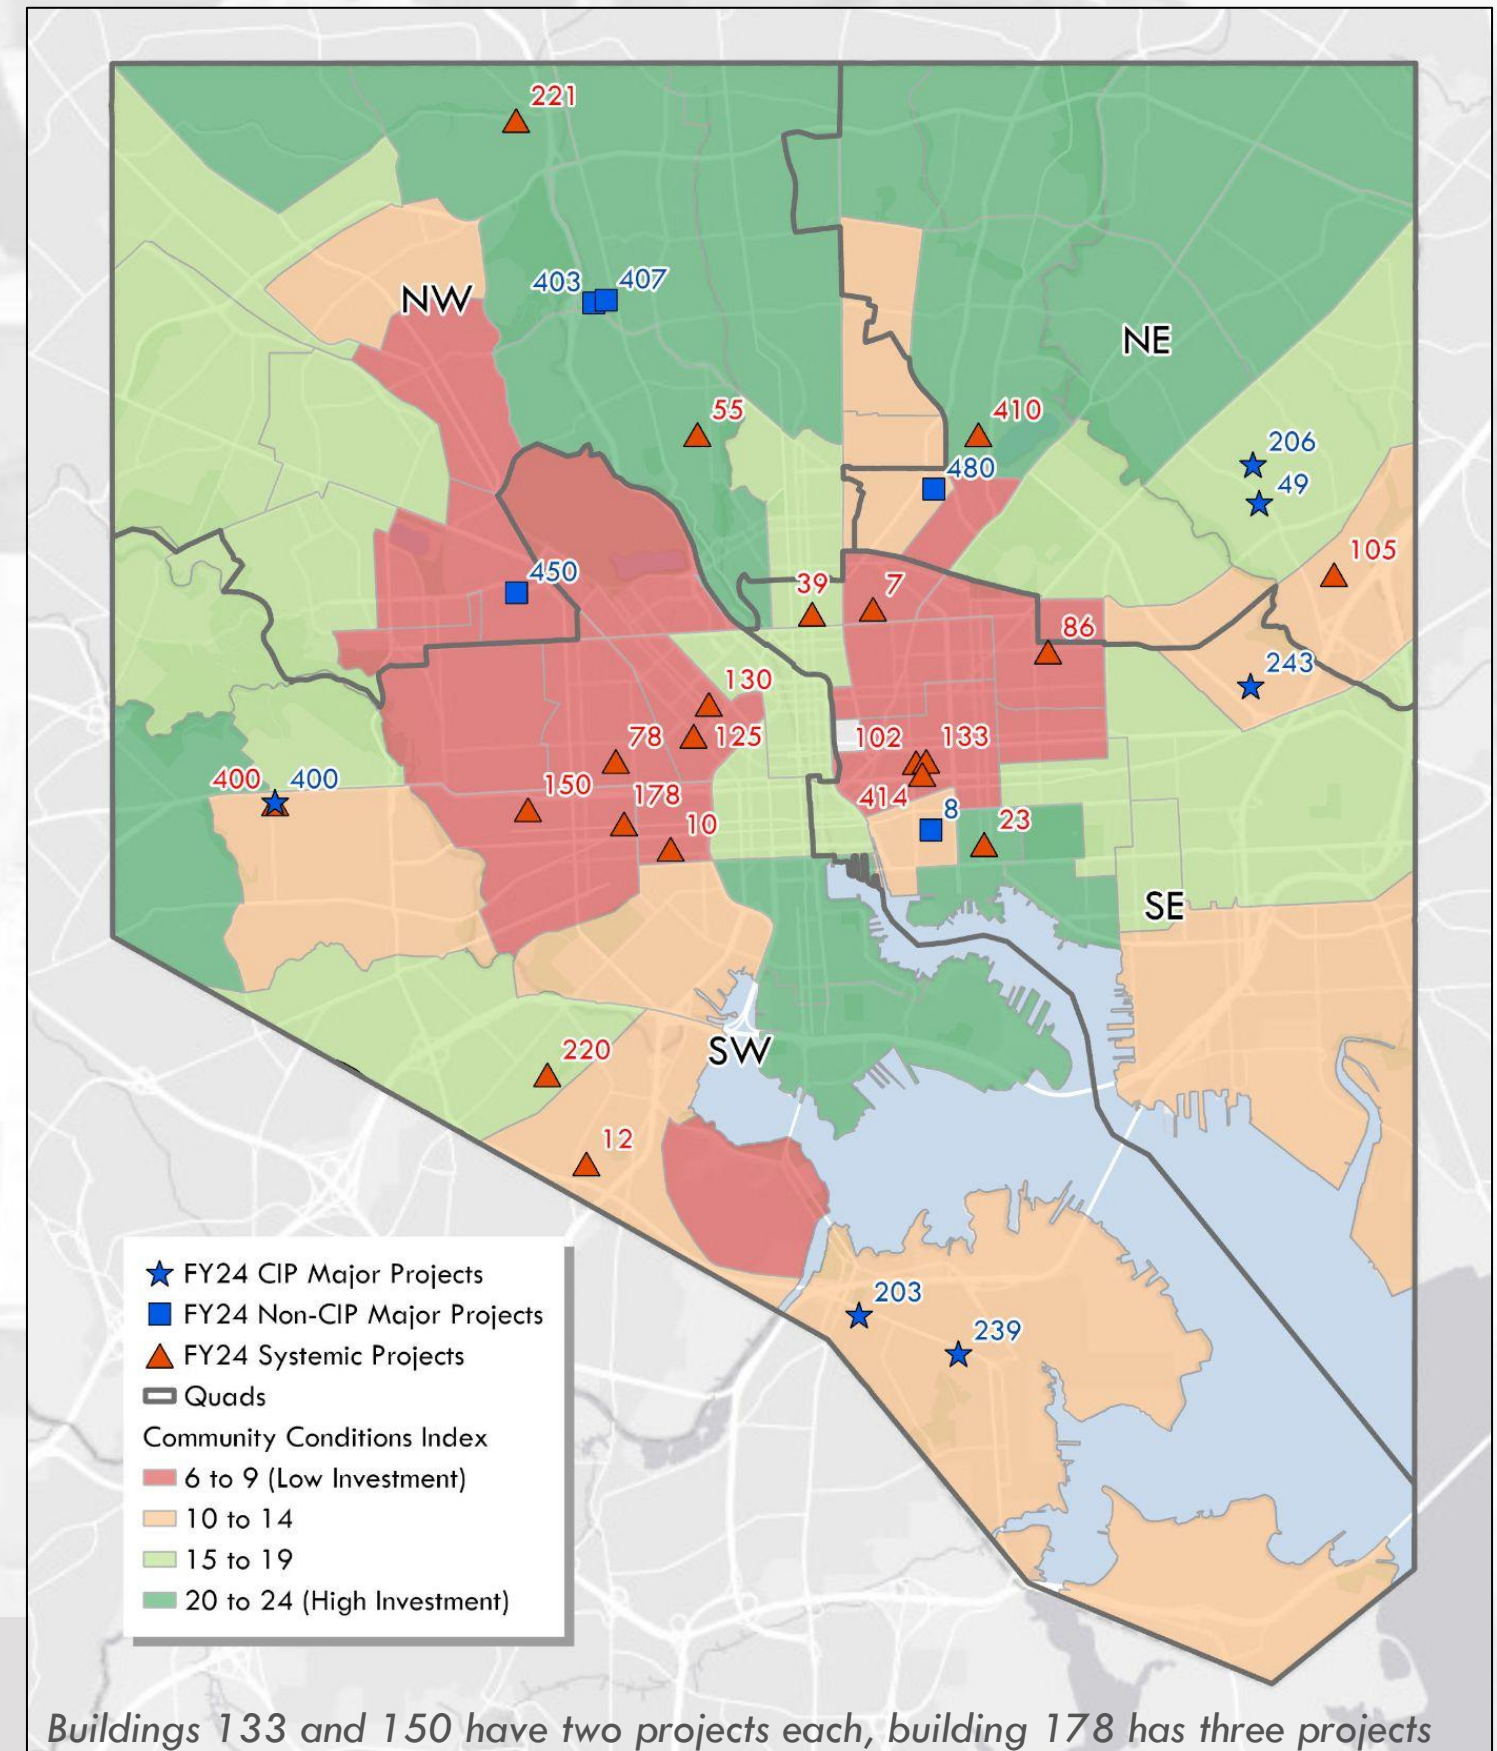 221
403
407
NW
NE
55
410
206
480
49
105
450
39
7
86
243
130
78
125
102
133
400
400
150
178
414
8
10
23
SE
220
SW
12
203
239
FY24 CIP Major Projects
FY24 Non-CIP Major Projects
FY24 Systemic Projects
Quads
Community Conditions Index
6 to 9 (Low Investment)
10 to 14
15 to 19
20 to 24 (High Investment)
Buildings 133 and 150 have two projects each, building 178 has three projects